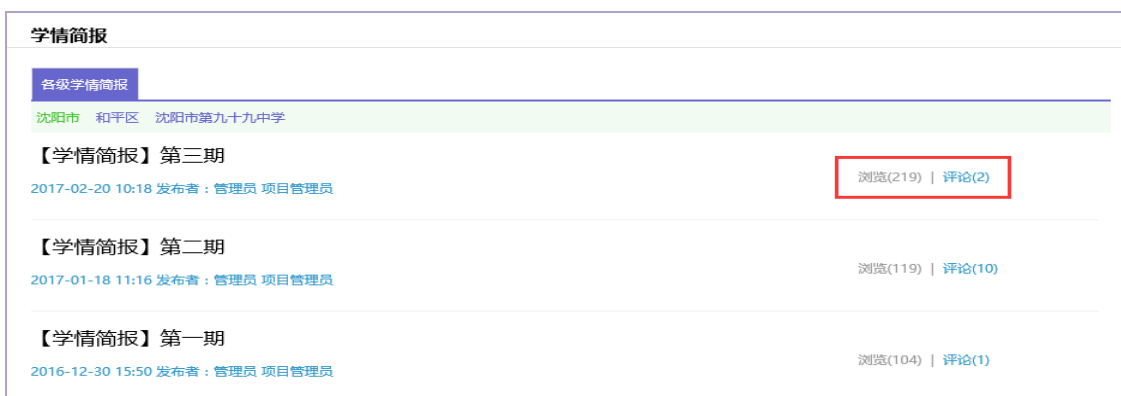 学情简报
各级学情简报
沈阳市 和平区 沈阳市第九十九中学
【学情简报】第三期
2017-02-20 10:18 发布者：管理员 项目管理员
浏览(219) | 评论(2)
【学情简报】第二期
2017-01-18 11:16 发布者：管理员 项目管理员
浏览(119) | 评论(10)
【学情简报】第一期
2016-12-30 15:50 发布者：管理员 项目管理员
浏览(104) | 评论(1)